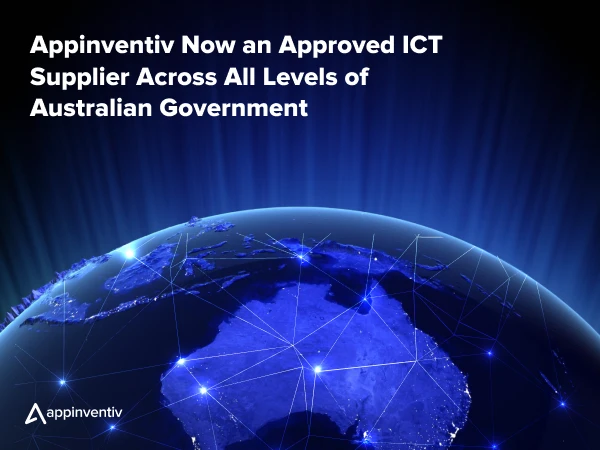 Appinventiv Now an Approved ICT
Supplier Across All Levels of
Australian Government
appinventiv